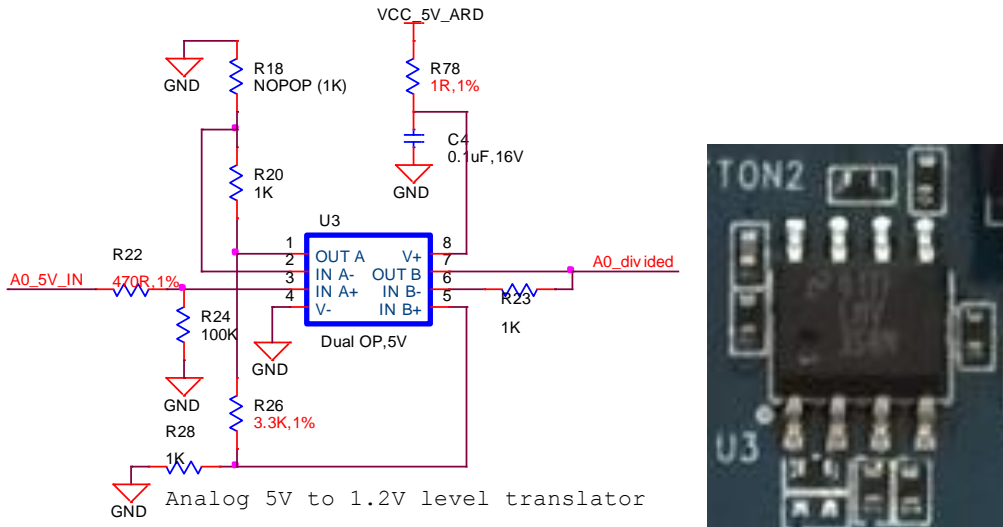 VCC_5V_ARD
R18
NOPOP (1K)
GND
R78
1R,1%
C4
0.1uF,16V
GND
R20
1K
U3
1
OUT A
2
IN A-
3
IN A+
4
V-
8
V+
7
OUT B
6
IN B-
5
IN B+
Dual OP,5V
A0_5V_IN
R22
470R,1%
R24
100K
GND
GND
A0_divided
R23
1K
R26
3.3K,1%
R28
1K
GND
Analog 5V to 1.2V level translator
TON2
U3